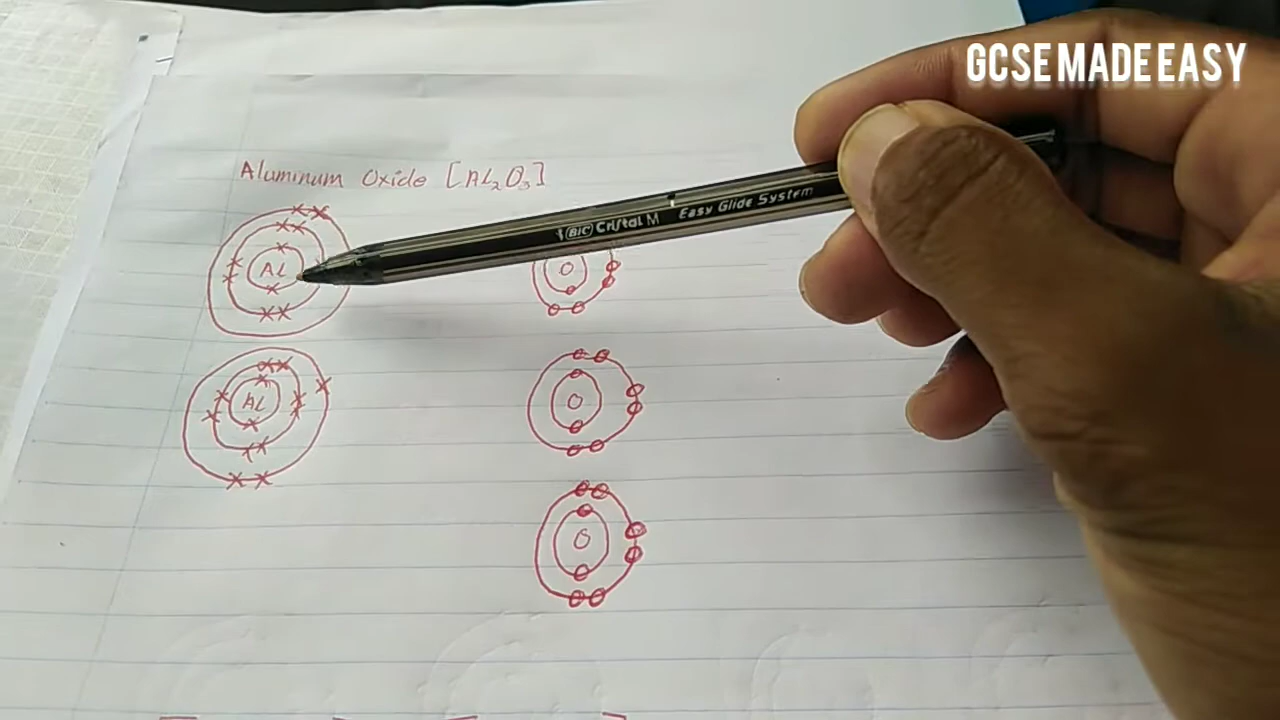 GCSE MADE EASY
Aluminum Oxide [AL₂O₃]
BIC Cristal M Easy Glide System
AL
O
AL
O
O